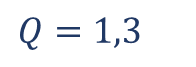 Q = 1,3